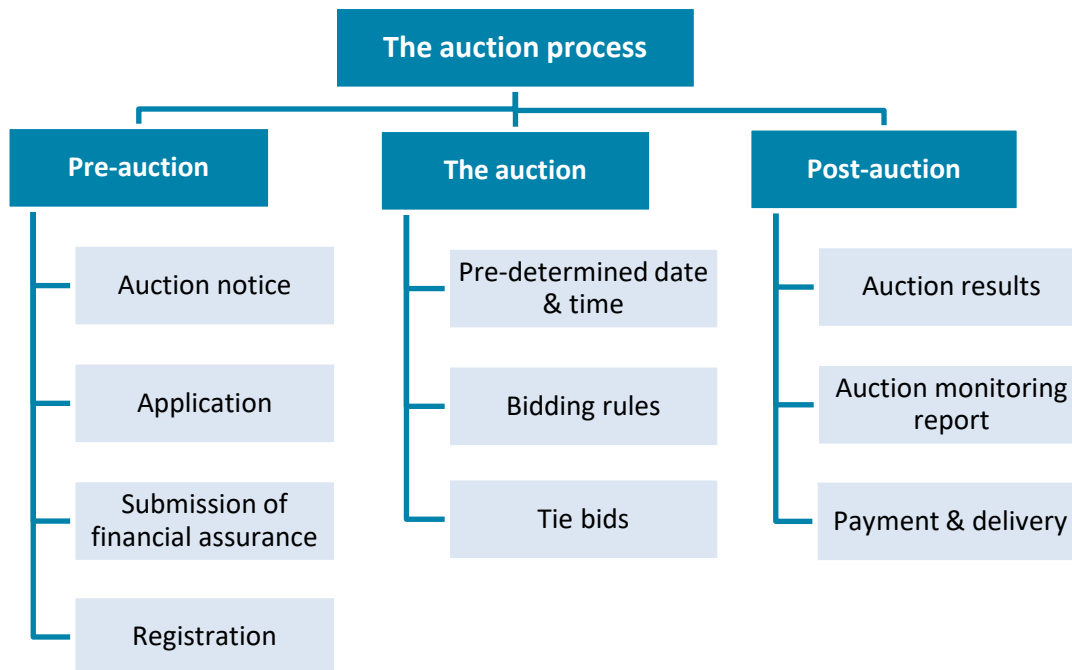 The auction process
Pre-auction
Auction notice
Application
Submission of
financial assurance
Registration
The auction
Pre-determined date
& time
Bidding rules
Tie bids
Post-auction
Auction results
Auction monitoring
report
Payment & delivery